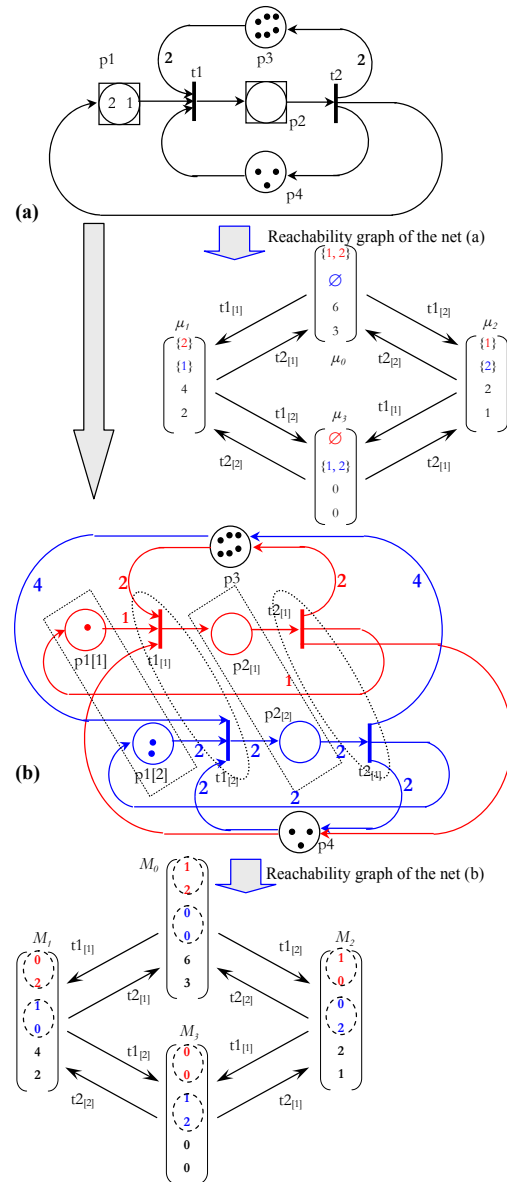 p1
t1
2
p3
2
t2
2 1
p2
p4
(a)
Reachability graph of the net (a)
{1, 2}
∅
6
3
μ0
t1[1]
t1[2]
μ1
{2}
{1}
4
2
t2[1]
t2[2]
μ2
{1}
{2}
2
1
t1[2]
t1[1]
μ3
∅
{1, 2}
0
0
t2[2]
t2[1]
p3
4
2
2
4
1
t2[1]
p1[1]
t1[1]
p2[1]
1
p2[2]
2
2
2
p1[2]
t1[2]
2
2
2
t2[4]
(b)
p4
Reachability graph of the net (b)
M0
1
2
0
0
6
3
t1[1]
t1[2]
M1
0
2
1
0
4
2
t2[1]
t2[2]
M2
1
0
0
2
2
1
t1[2]
t1[1]
M3
0
0
1
2
0
0
t2[2]
t2[1]